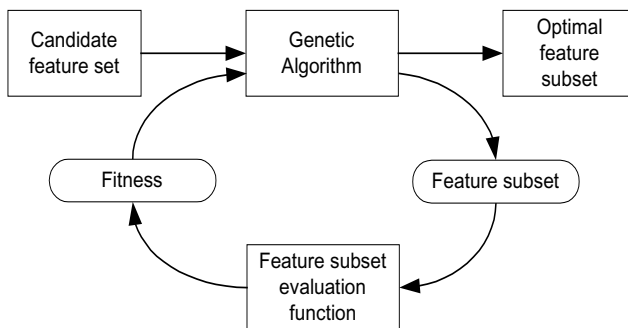 Candidate
feature set
Genetic
Algorithm
Optimal
feature
subset
Fitness
Feature subset
Feature subset
evaluation
function